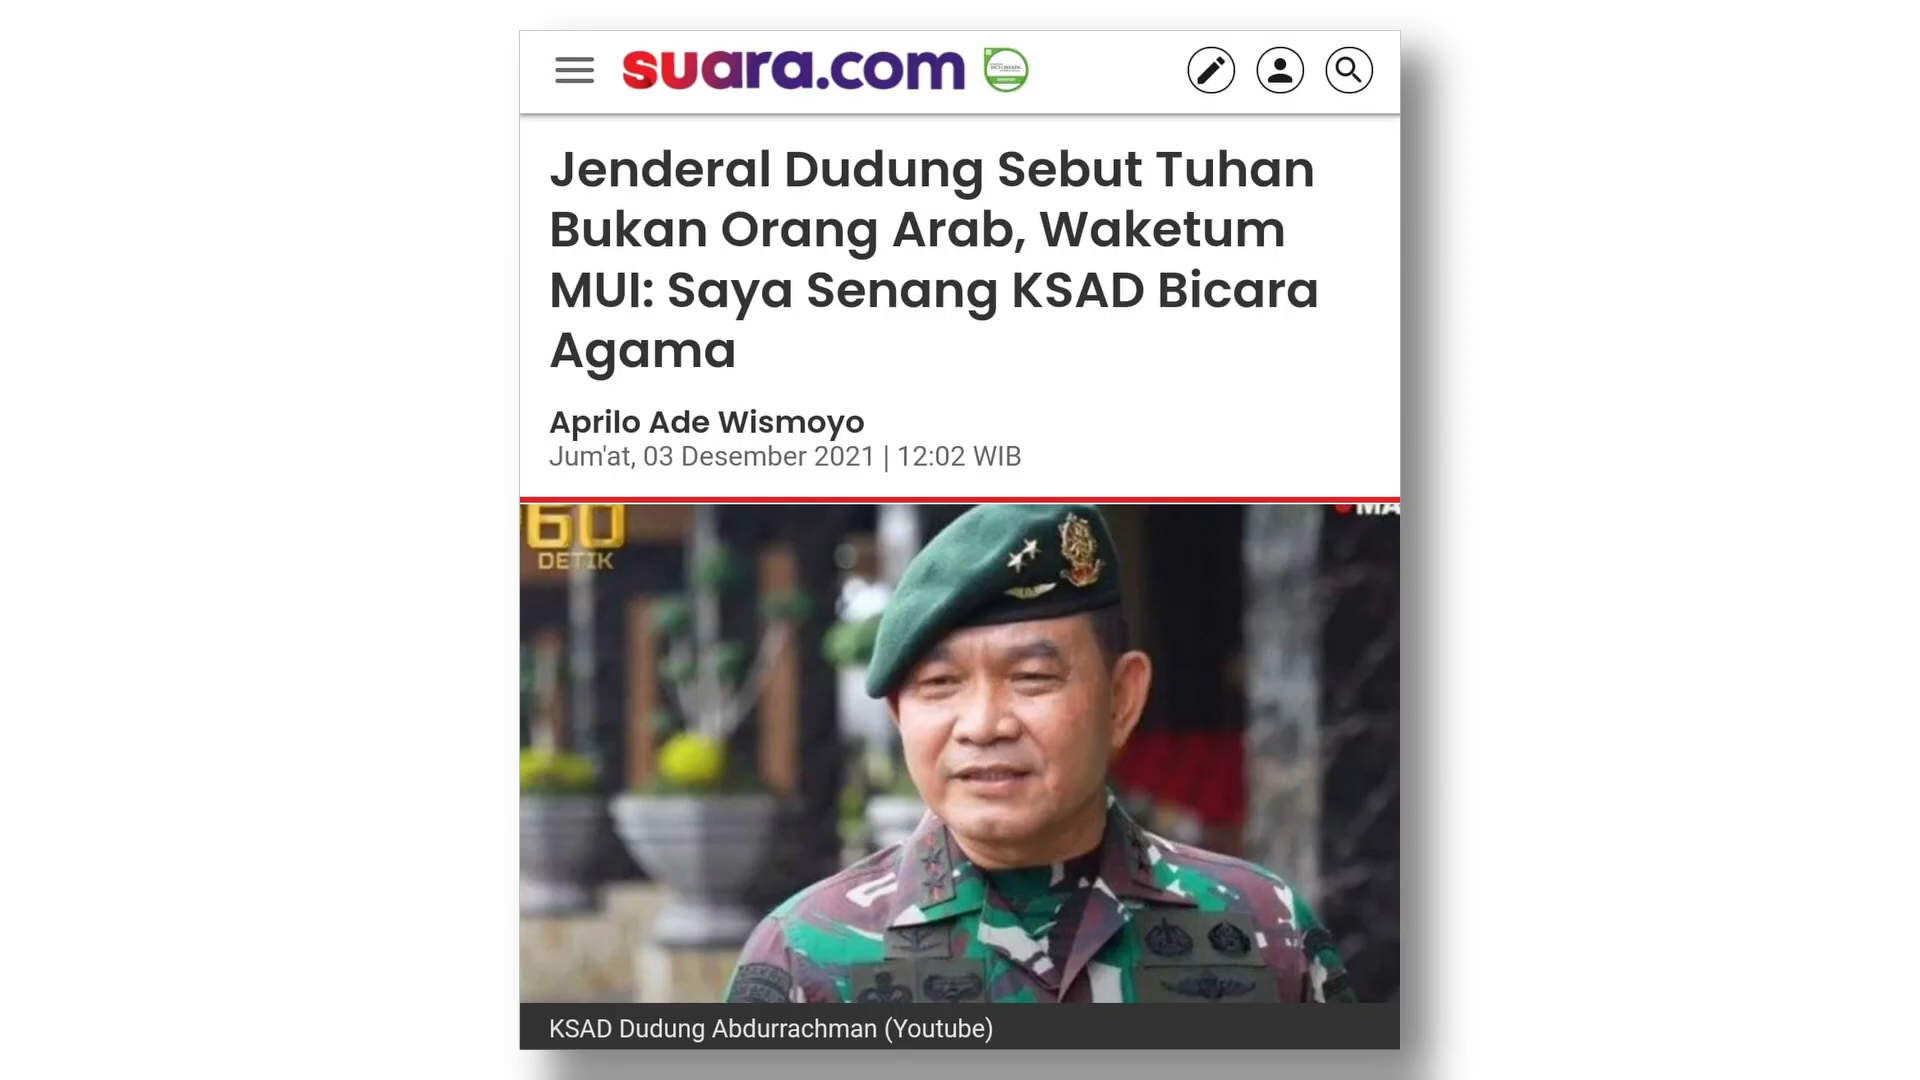 suara.com
Jenderal Dudung Sebut Tuhan
Bukan Orang Arab, Waketum
MUI: Saya Senang KSAD Bicara
Agama
Aprilo Ade Wismoyo
Jum'at, 03 Desember 2021 | 12:02 WIB
60
DETIK
KSAD Dudung Abdurrachman (Youtube)